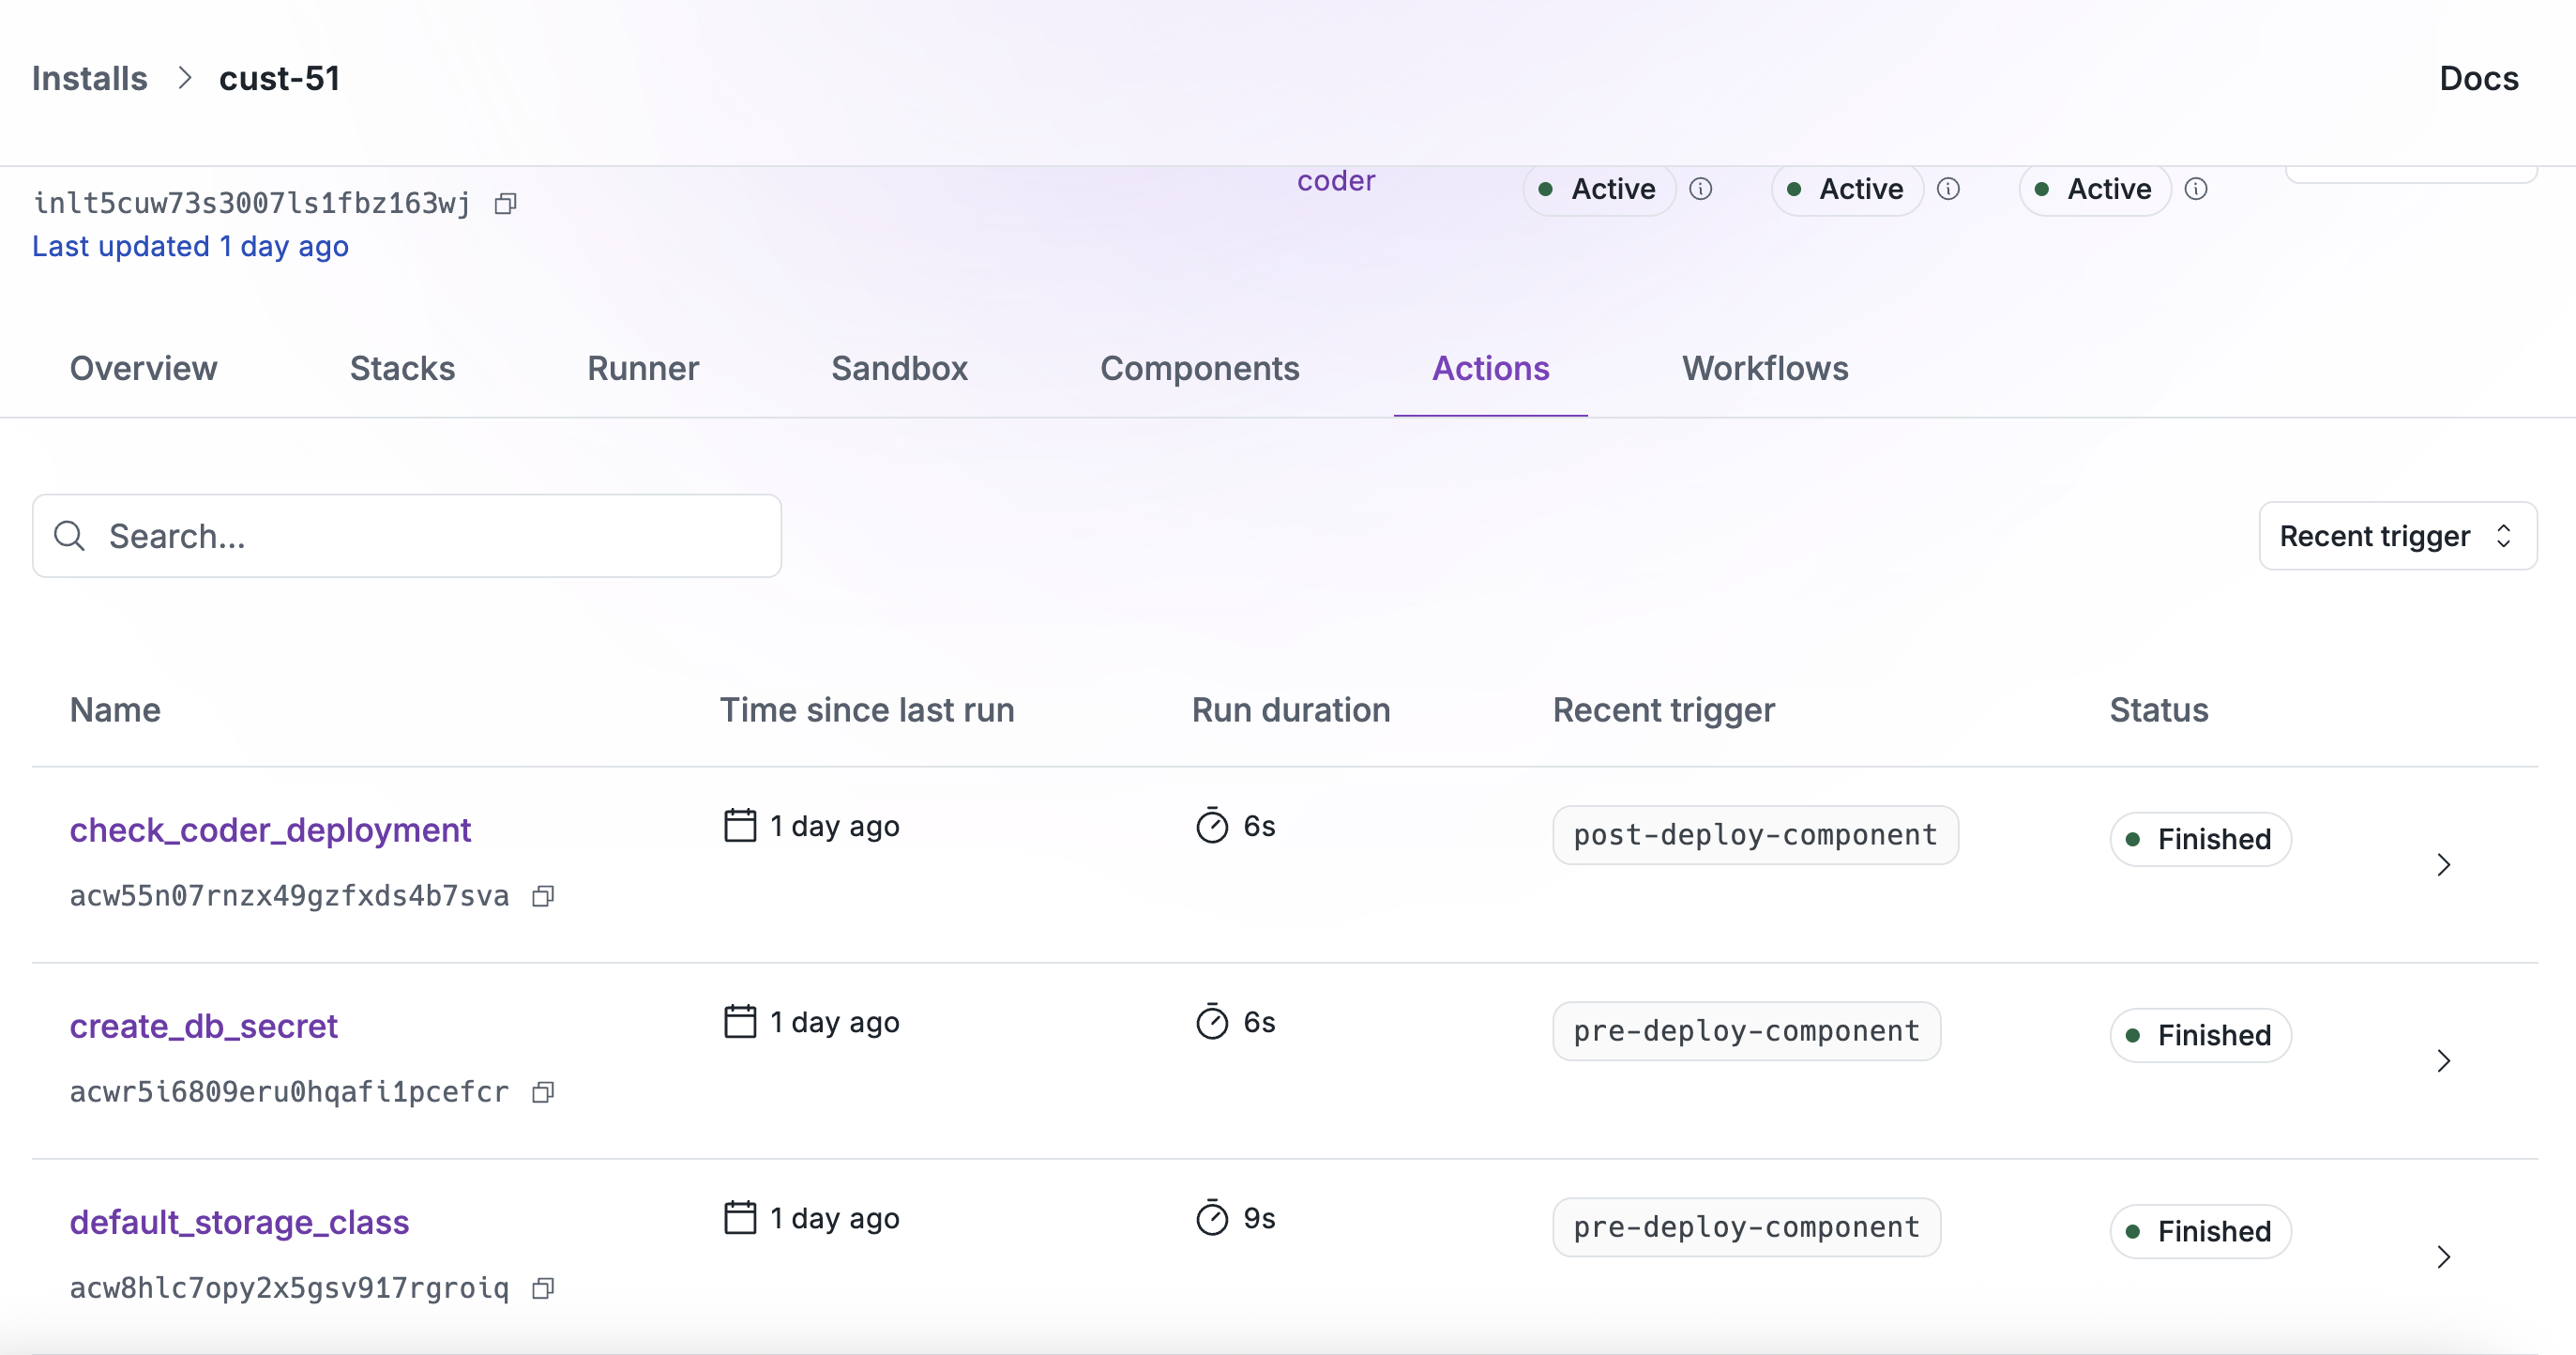 Installs > cust-51
Docs
coder
Active
Active
Active
inlt5cuw73s3007ls1fbz163wj
Last updated 1 day ago
Overview
Stacks
Runner
Sandbox
Components
Actions
Workflows
Search...
Recent trigger
Name
Time since last run
Run duration
Recent trigger
Status
check_coder_deployment
1 day ago
6s
post-deploy-component
Finished
acw55n07rnzx49gzfxds4b7sva
create_db_secret
1 day ago
6s
pre-deploy-component
Finished
acwr5i6809eru0hqafi1pcefcr
default_storage_class
1 day ago
9s
pre-deploy-component
Finished
acw8hlc7opy2x5gsv917rgroiq